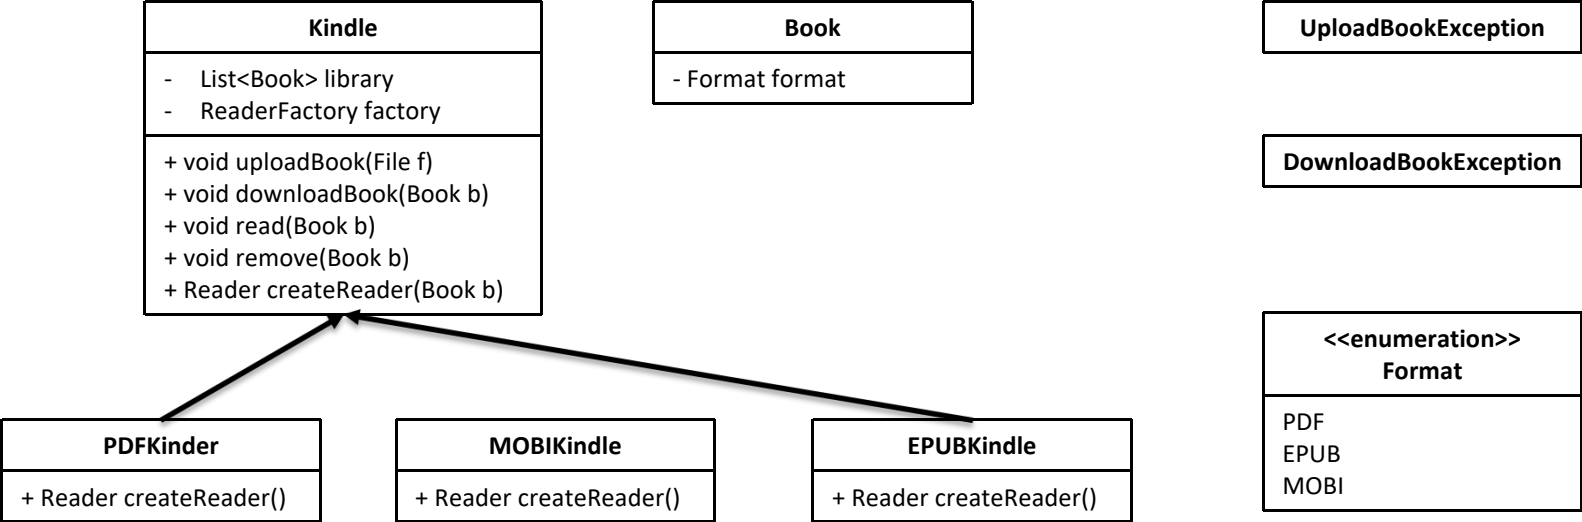 Kindle
- List<Book> library
- ReaderFactory factory
+ void uploadBook(File f)
+ void downloadBook(Book b)
+ void read(Book b)
+ void remove(Book b)
+ Reader createReader(Book b)
Book
- Format format
UploadBookException
DownloadBookException
<<enumeration>>
Format
PDF
EPUB
MOBI
PDFKinder
+ Reader createReader()
MOBIKindle
+ Reader createReader()
EPUBKindle
+ Reader createReader()